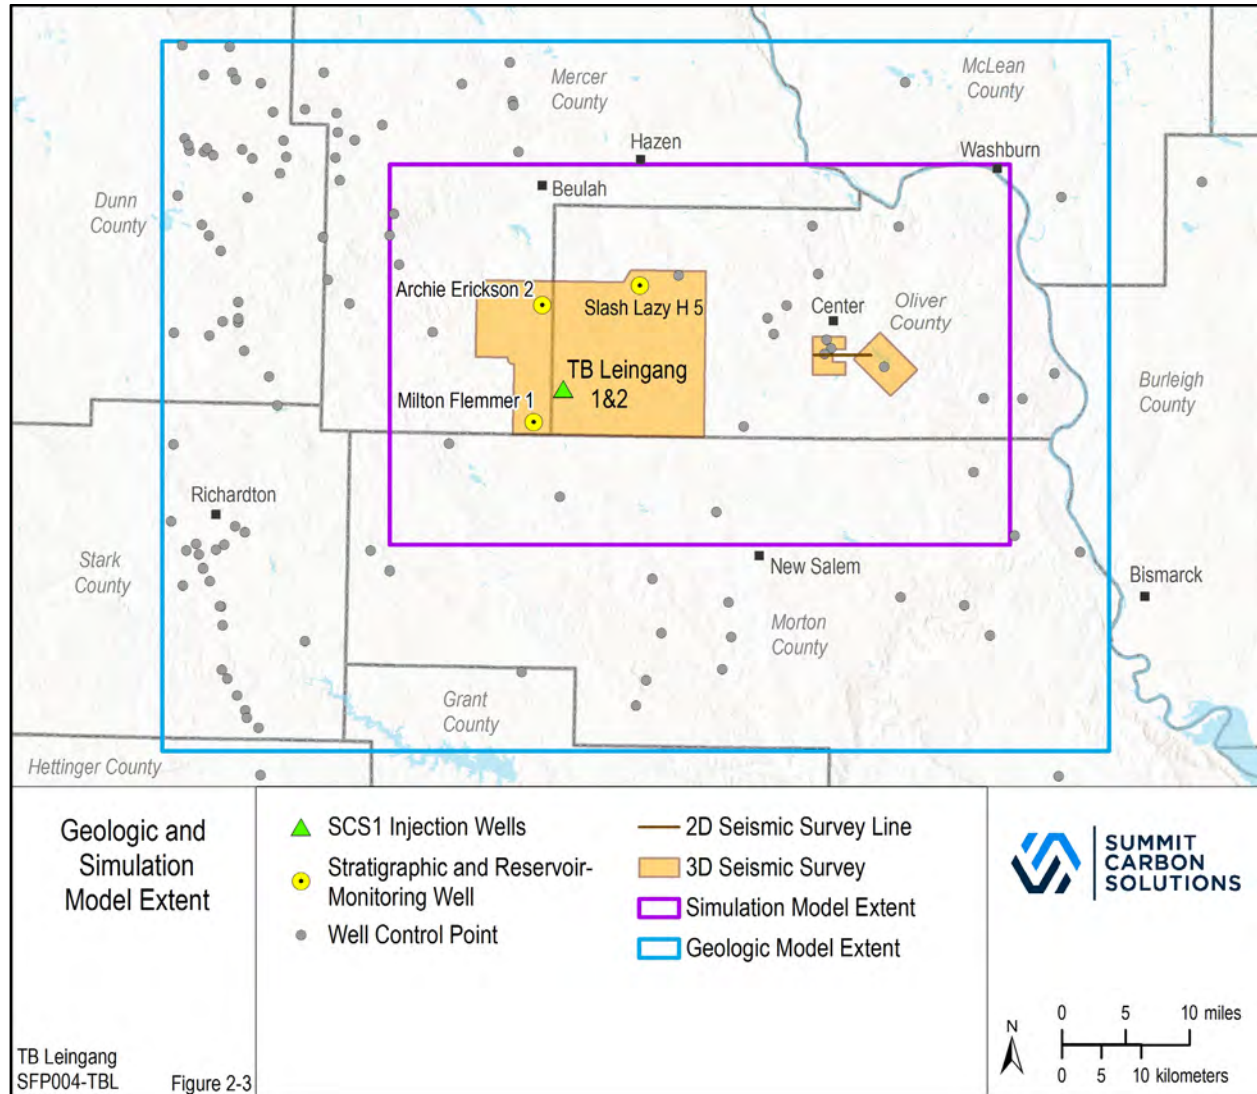 Mercer
County
McLean
County
Hazen
Washburn
Beulah
Dunn
County
Archie Erickson 2
Slash Lazy H 5
Center
Oliver
County
TB Leingang
1&2
Milton Flemmer 1
Burleigh
County
Richardton
Stark
County
New Salem
Bismarck
Morton
County
Grant
County
Hettinger County
Geologic and
Simulation
Model Extent
TB Leingang
SFP004-TBL
Figure 2-3
SCS1 Injection Wells
Stratigraphic and Reservoir-
Monitoring Well
Well Control Point
2D Seismic Survey Line
3D Seismic Survey
Simulation Model Extent
Geologic Model Extent
SUMMIT
CARBON
SOLUTIONS
N
0 5 10 miles
0 5 10 kilometers